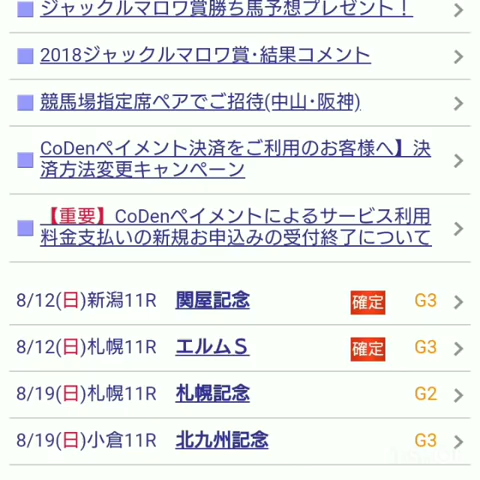 ジャックルマロワ賞勝ち馬予想プレゼント！
2018ジャックルマロワ賞･結果コメント
競馬場指定席ペアでご招待(中山･阪神)
CoDenペイメント決済をご利用のお客様へ】決
済方法変更キャンペーン
【重要】CoDenペイメントによるサービス利用
料金支払いの新規お申込みの受付終了について
8/12(日)新潟11R 関屋記念 確定 G3
8/12(日)札幌11R エルムＳ 確定 G3
8/19(日)札幌11R 札幌記念 G2
8/19(日)小倉11R 北九州記念 G3